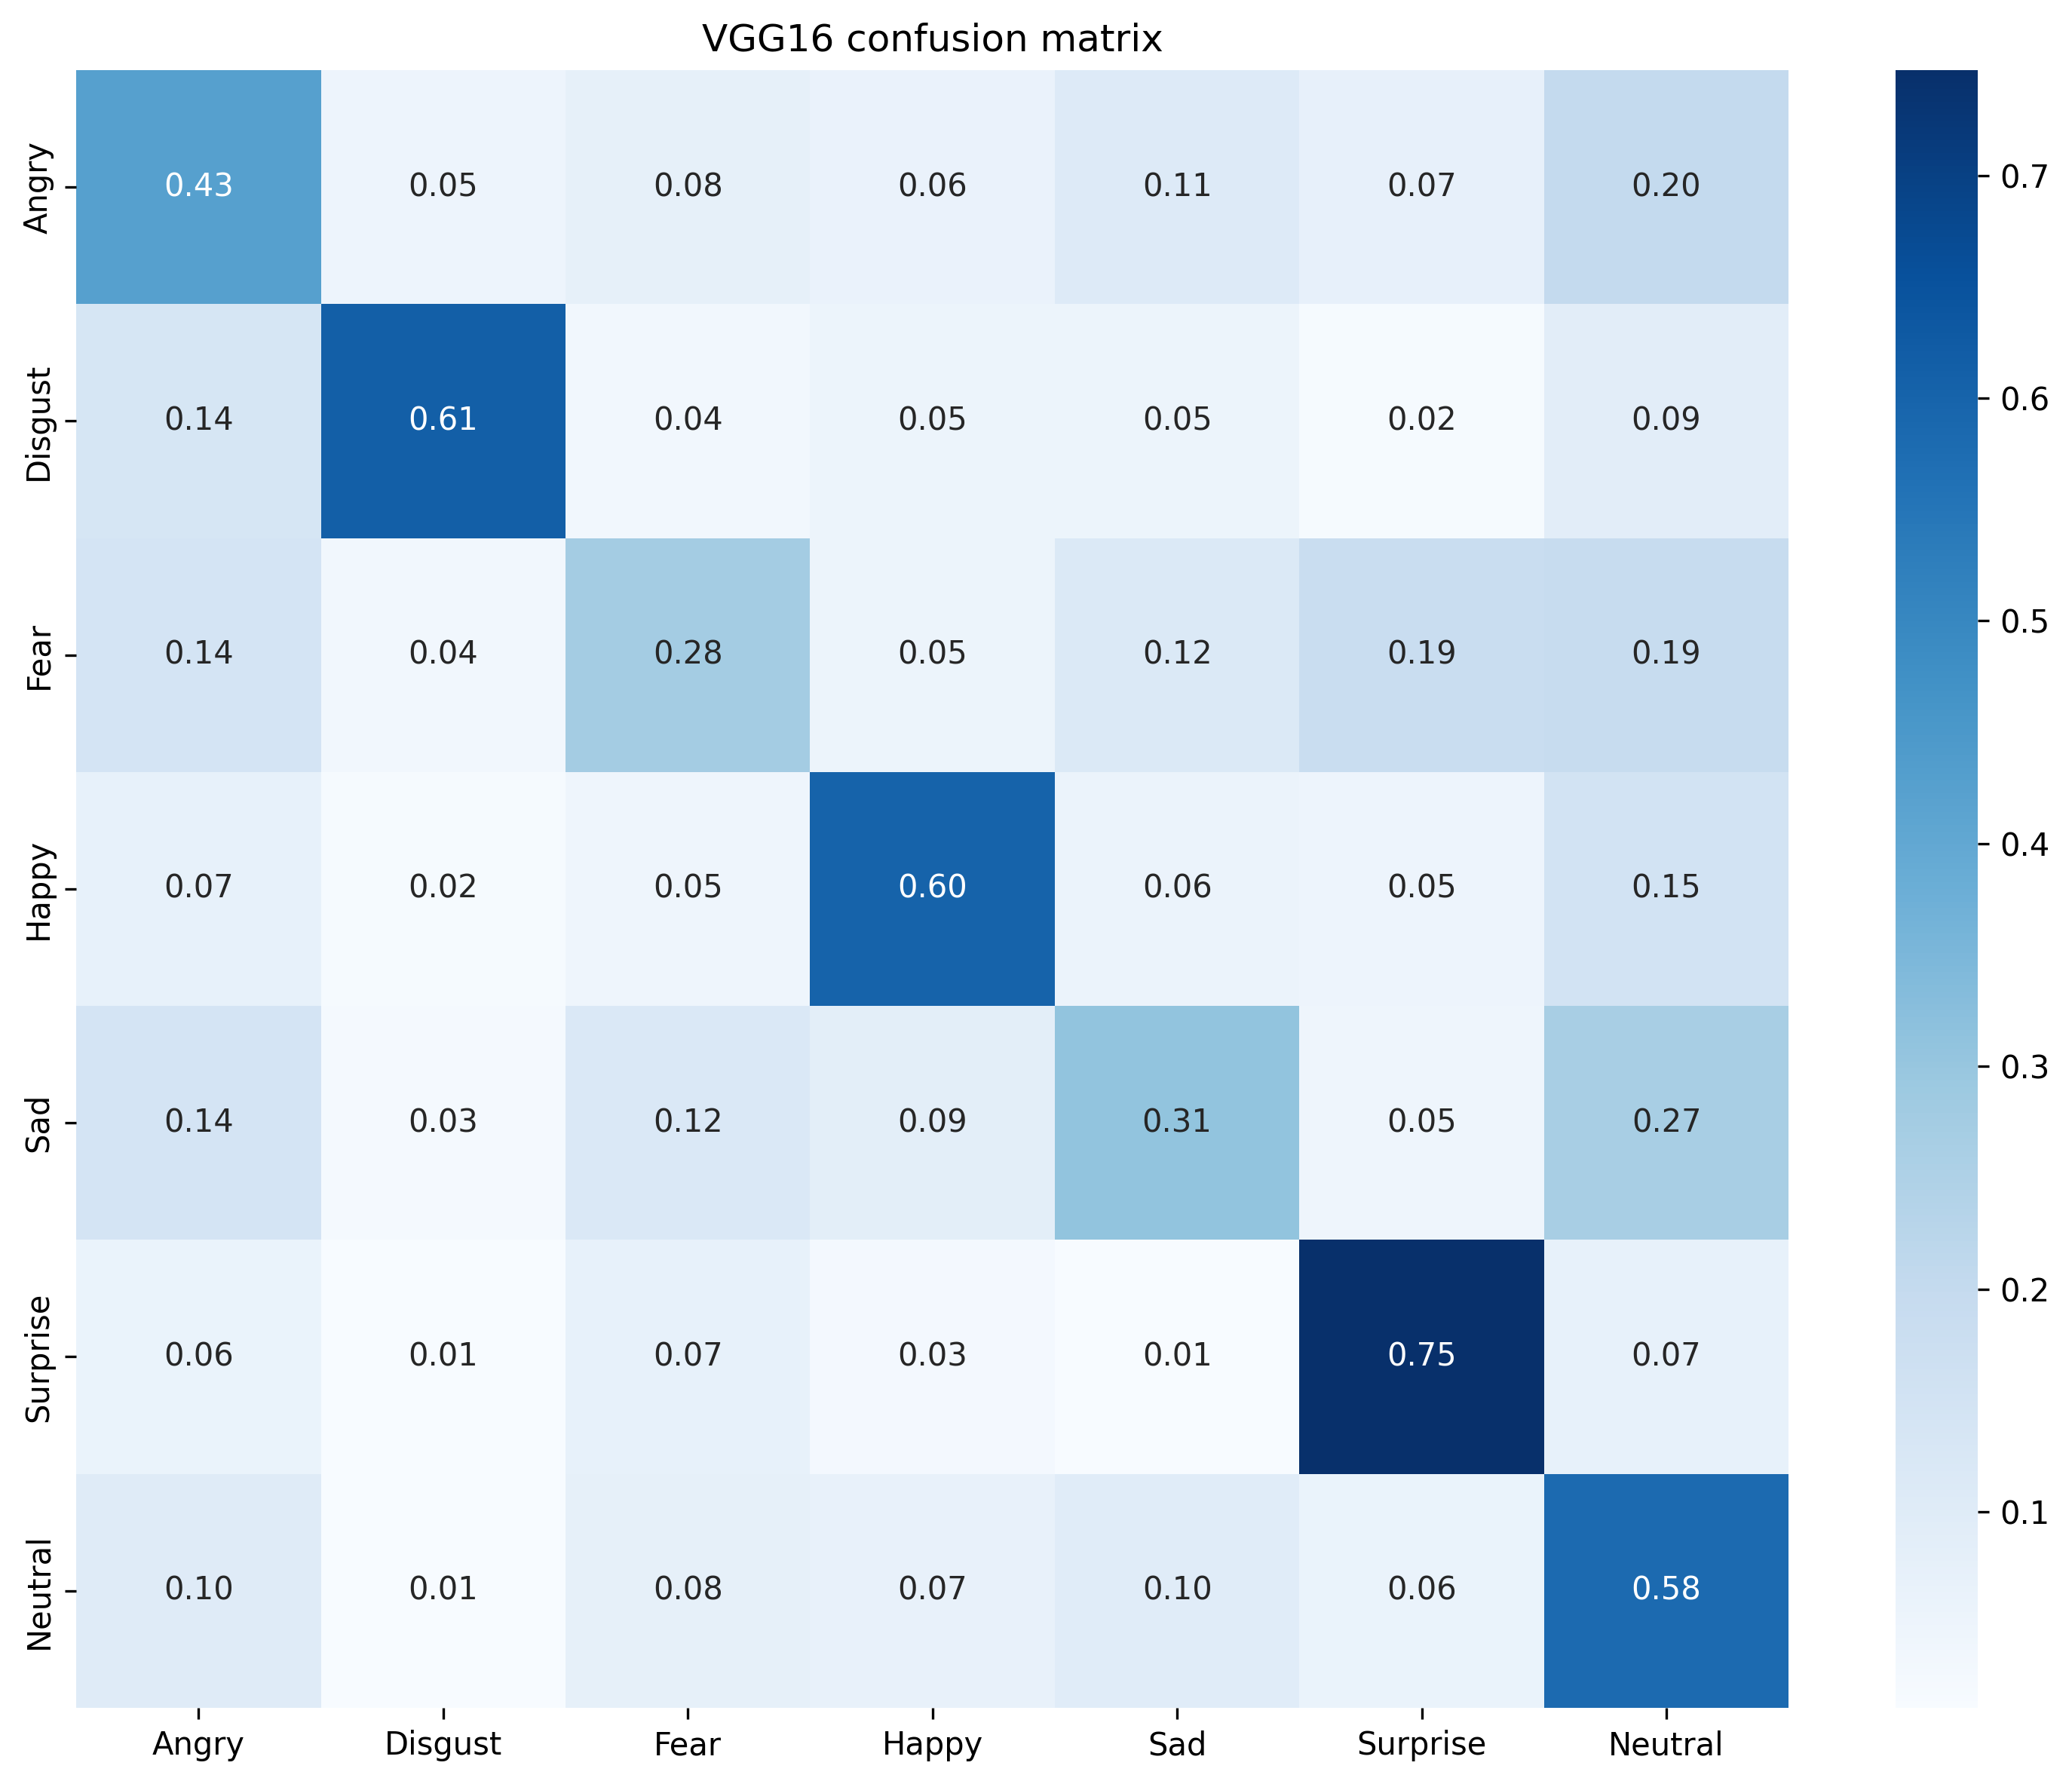 VGG16 confusion matrix
Angry 0.43 0.05 0.08 0.06 0.11 0.07 0.20
Disgust 0.14 0.61 0.04 0.05 0.05 0.02 0.09
Fear 0.14 0.04 0.28 0.05 0.12 0.19 0.19
Happy 0.07 0.02 0.05 0.60 0.06 0.05 0.15
Sad 0.14 0.03 0.12 0.09 0.31 0.05 0.27
Surprise 0.06 0.01 0.07 0.03 0.01 0.75 0.07
Neutral 0.10 0.01 0.08 0.07 0.10 0.06 0.58
Angry Disgust Fear Happy Sad Surprise Neutral
0.7
0.6
0.5
0.4
0.3
0.2
0.1